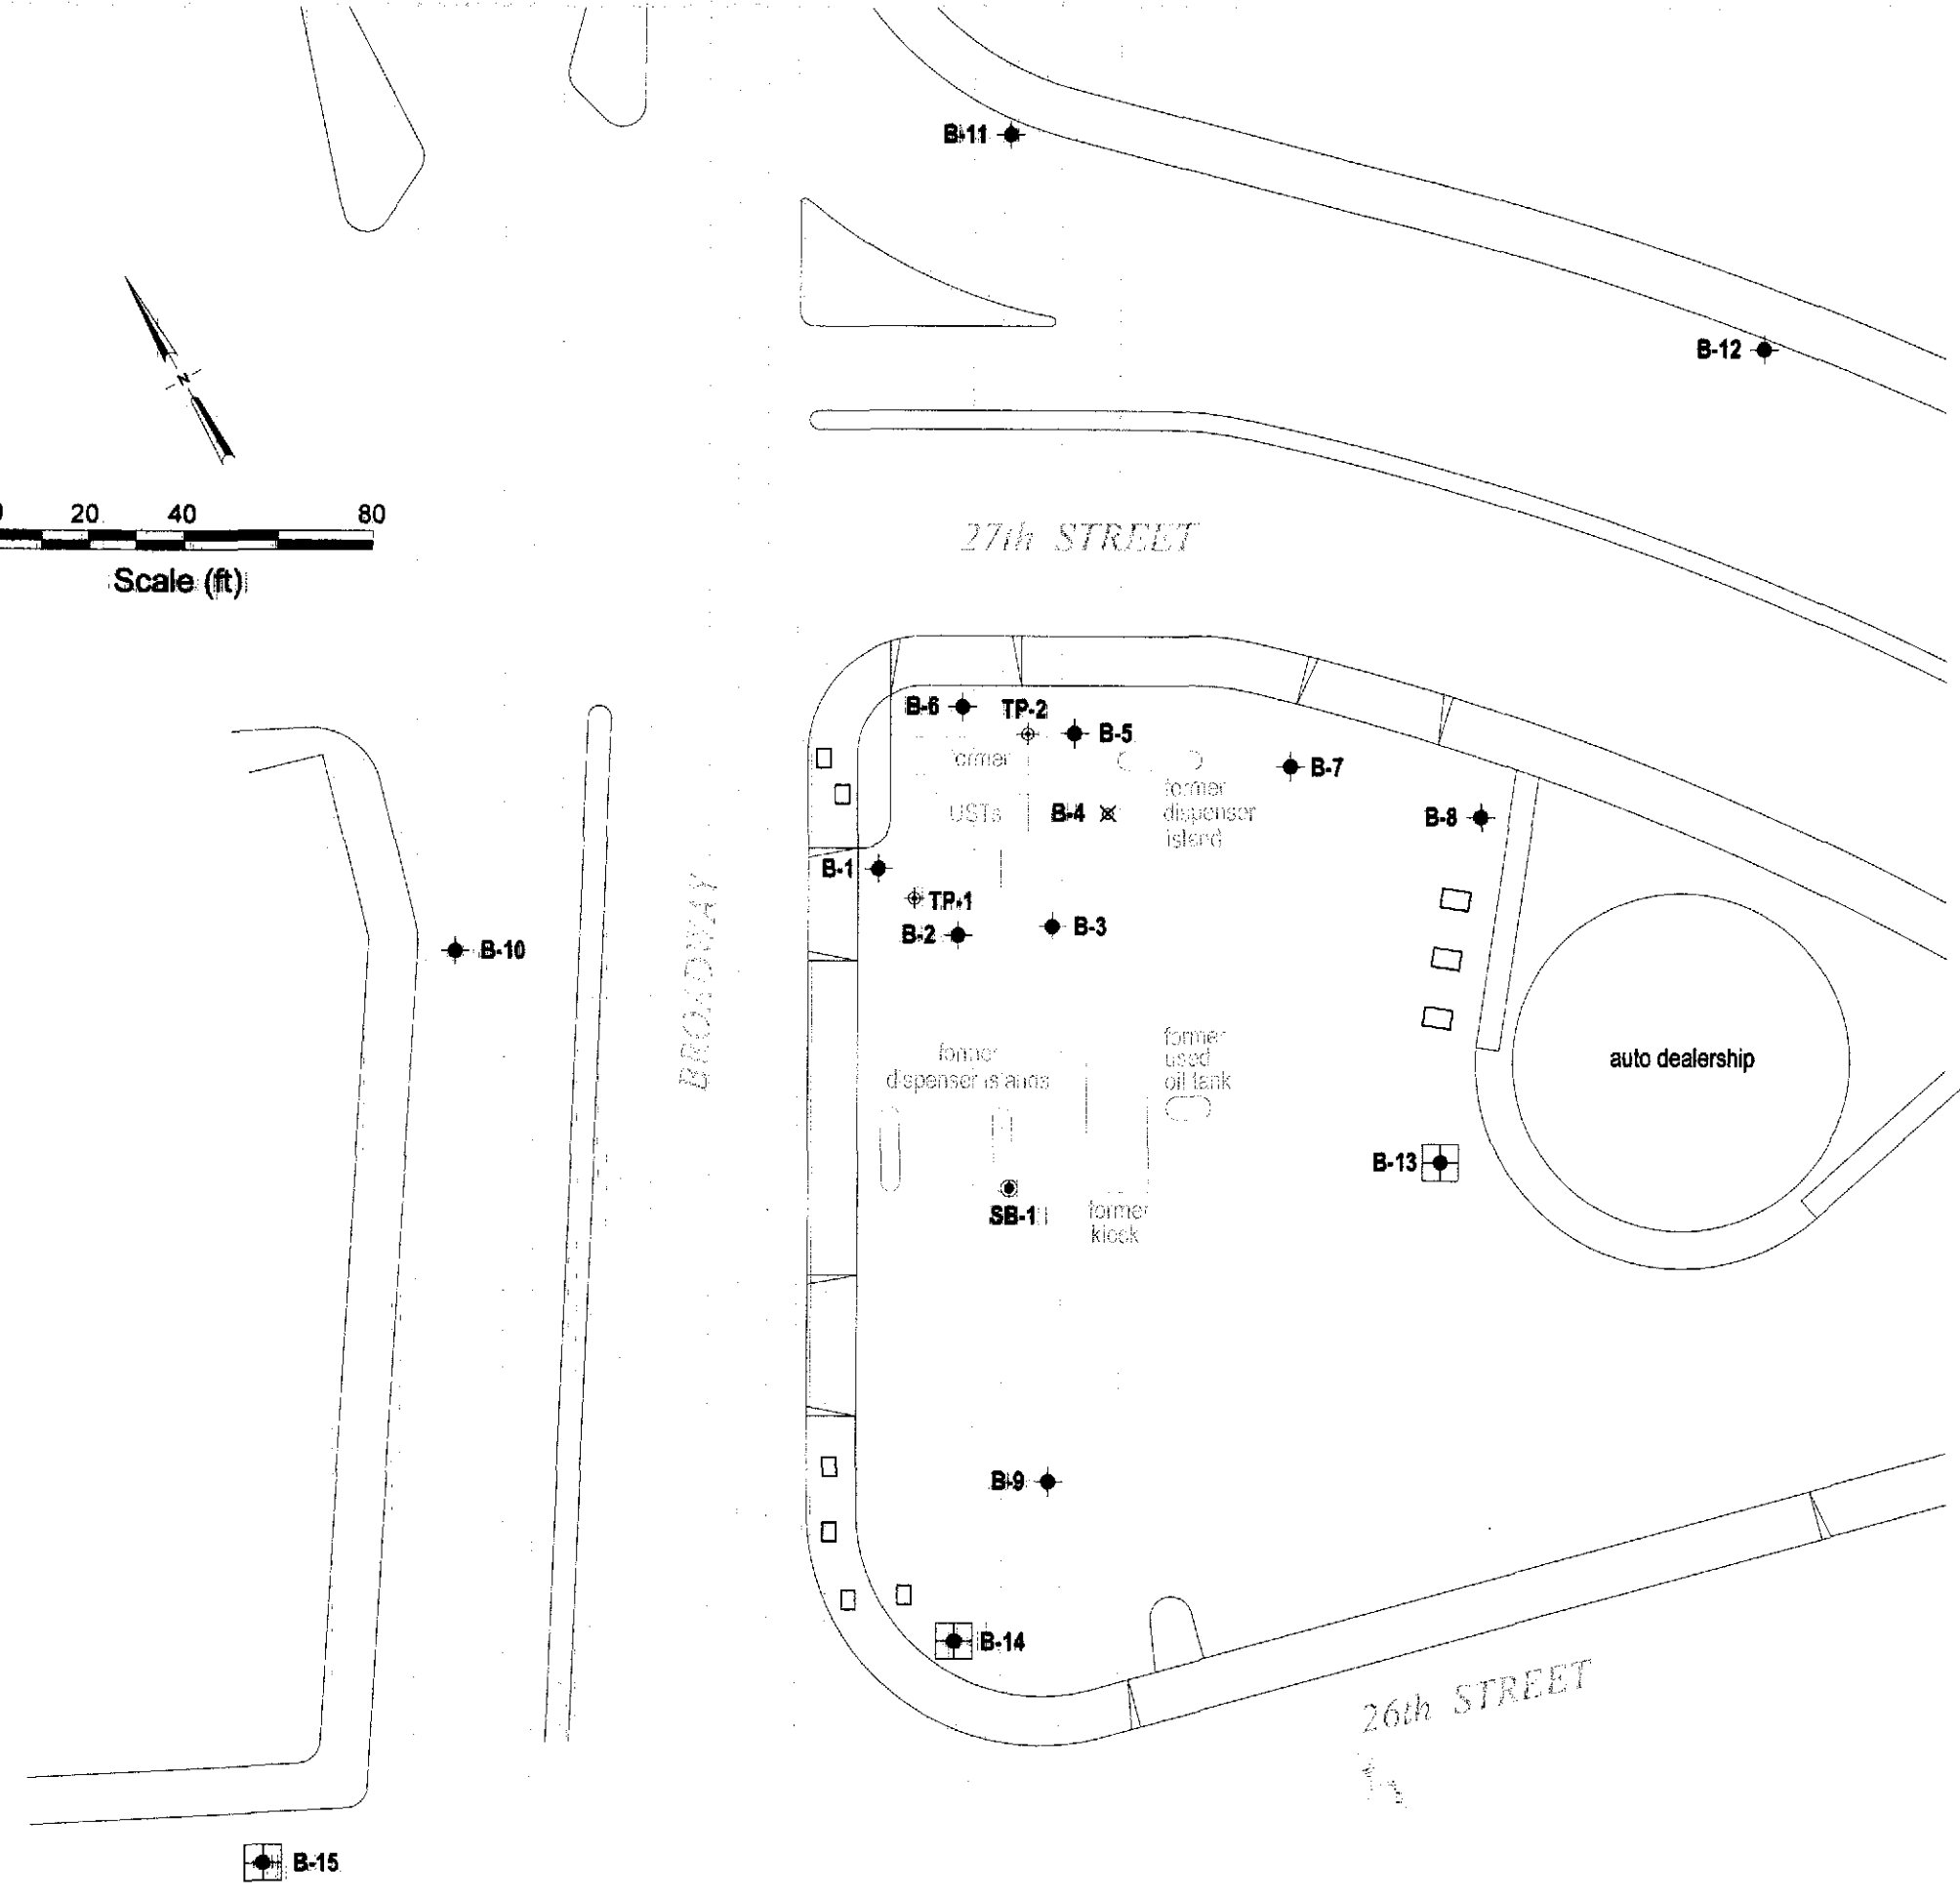 B-11
B-12
N
20 40 80
Scale (ft)
27th STREET
B-6
TP-2
B-5
former
USTs
B-7
B-4
former
dispenser
island
B-8
B-1
TP-1
B-2
B-3
B-10
BROADWAY
former
dispenser islands
former
used
oil tank
auto dealership
B-13
SB-1
former
kiosk
B-9
B-14
26th STREET
B-15